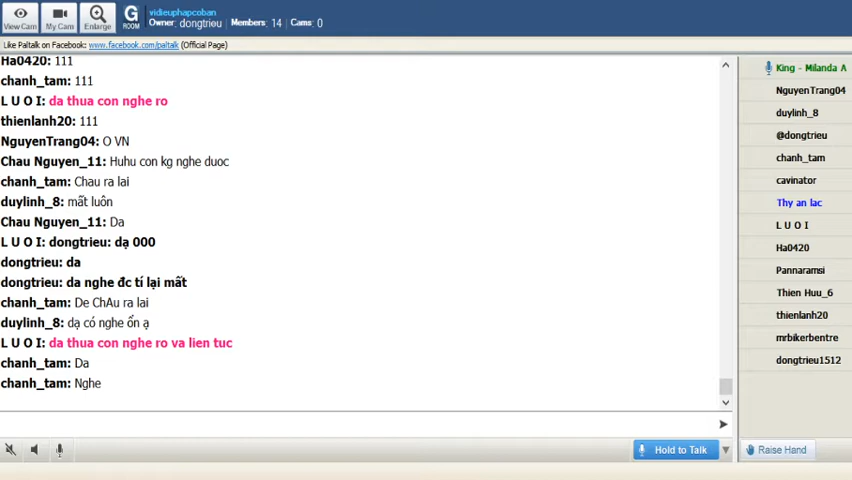 vidieuphapcoban
Owner: dongtrieu Members: 14 Cams: 0
View Cam My Cam Enlarge G ROOM
Like Paltalk on Facebook: www.facebook.com/paltalk (Official Page)
Ha0420: 111
chanh_tam: 111
L U O I: da thua con nghe ro
thienlanh20: 111
NguyenTrang04: O VN
Chau Nguyen_11: Huhu con kg nghe duoc
chanh_tam: Chau ra lai
duylinh_8: mất luôn
Chau Nguyen_11: Da
L U O I: dongtrieu: dạ 000
dongtrieu: da
dongtrieu: da nghe đc tí lại mất
chanh_tam: De ChAu ra lai
duylinh_8: dạ có nghe ổn ạ
L U O I: da thua con nghe ro va lien tuc
chanh_tam: Da
chanh_tam: Nghe
King - Milanda A
NguyenTrang04
duylinh_8
@dongtrieu
chanh_tam
cavinator
Thy an lac
L U O I
Ha0420
Pannaramsi
Thien Huu_6
thienlanh20
mrbikerbentre
dongtrieu1512
Hold to Talk
Raise Hand